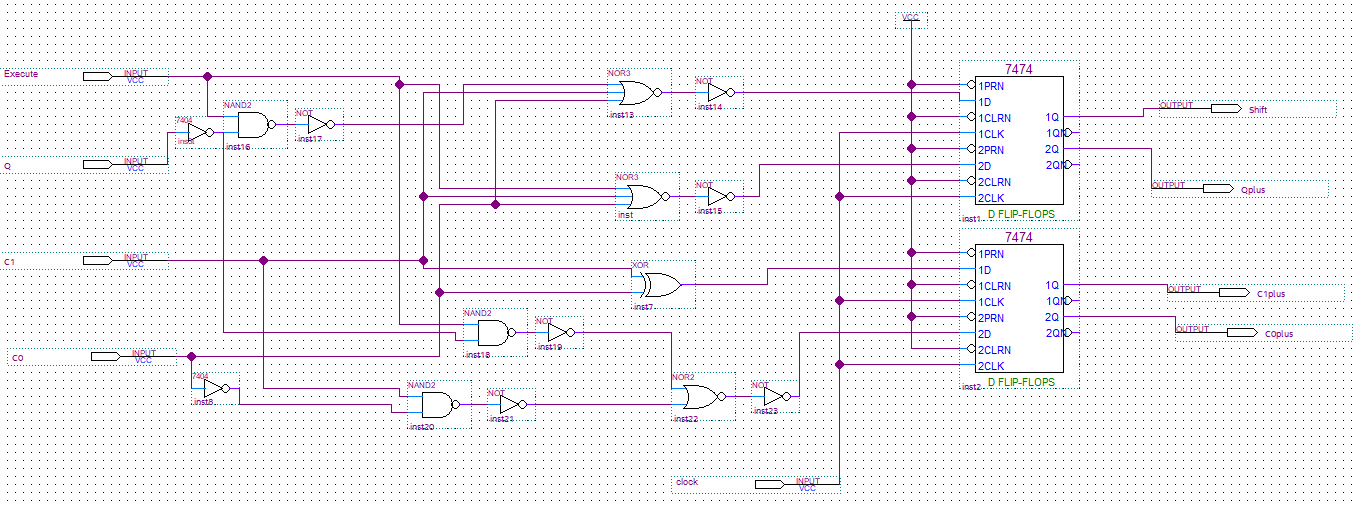 VCC
Execute
INPUT
VCC
NAND2
7404
inst
inst16
NOT
inst17
Q
INPUT
VCC
NOR3
inst13
NOT
inst14
7474
1PRN
1D
1CLRN
1CLK
2PRN
2D
2CLRN
2CLK
1Q
1QN
2Q
2QN
inst1
D FLIP-FLOPS
OUTPUT
Shift
OUTPUT
Qplus
NOR3
inst
NOT
inst15
C1
INPUT
VCC
XOR
inst7
7474
1PRN
1D
1CLRN
1CLK
2PRN
2D
2CLRN
2CLK
1Q
1QN
2Q
2QN
inst2
D FLIP-FLOPS
OUTPUT
C1plus
OUTPUT
C0plus
NAND2
inst18
NOT
inst19
C0
INPUT
VCC
7404
inst8
NAND2
inst20
NOT
inst21
NOR2
inst22
NOT
inst23
clock
INPUT
VCC